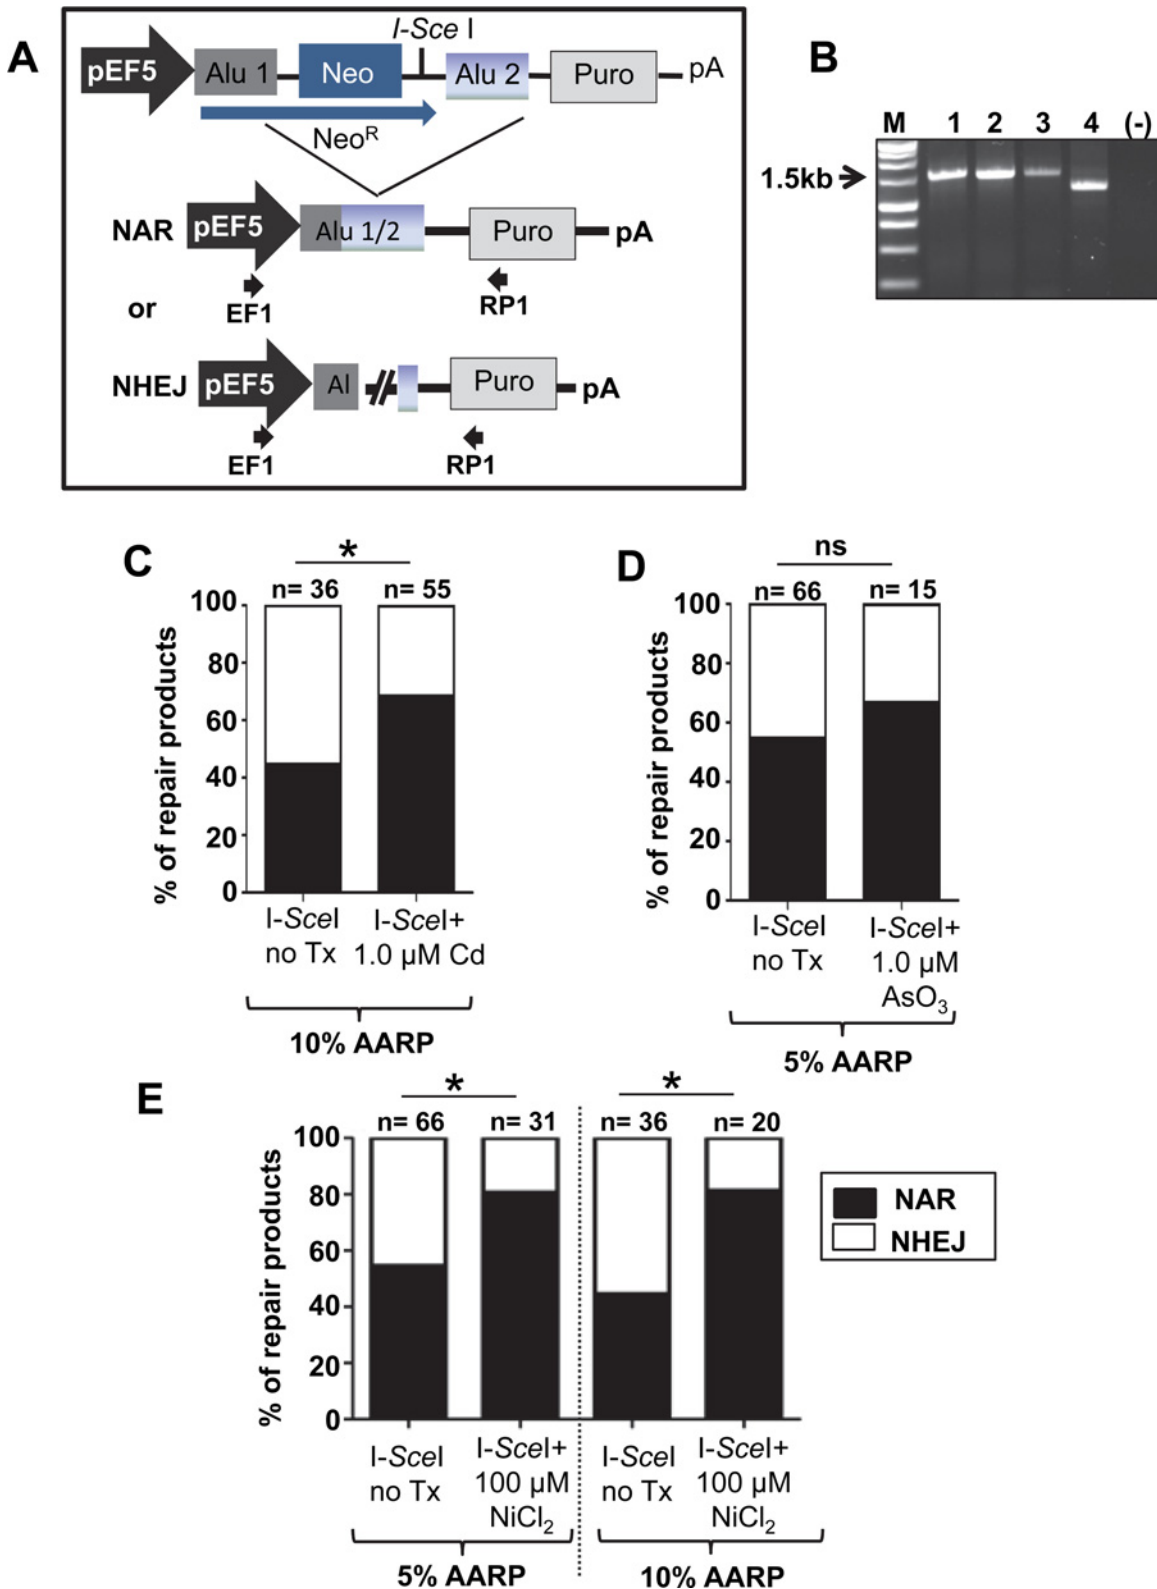 A
I-Sce I
pEF5 Alu 1 Neo Alu 2 Puro pA
Neo^R
NAR pEF5 Alu 1/2 Puro pA
EF1 RP1
or
NHEJ pEF5 Al Puro pA
EF1 RP1
B
M 1 2 3 4 (-)
1.5kb
C
*
n= 36 n= 55
% of repair products
100
80
60
40
20
0
I-SceI no Tx
I-SceI+ 1.0 µM Cd
10% AARP
D
ns
n= 66 n= 15
% of repair products
100
80
60
40
20
0
I-SceI no Tx
I-SceI+ 1.0 µM AsO₃
5% AARP
E
* *
n= 66 n= 31 n= 36 n= 20
% of repair products
100
80
60
40
20
0
I-SceI no Tx
I-SceI+ 100 µM NiCl₂
I-SceI no Tx
I-SceI+ 100 µM NiCl₂
5% AARP 10% AARP
NAR
NHEJ